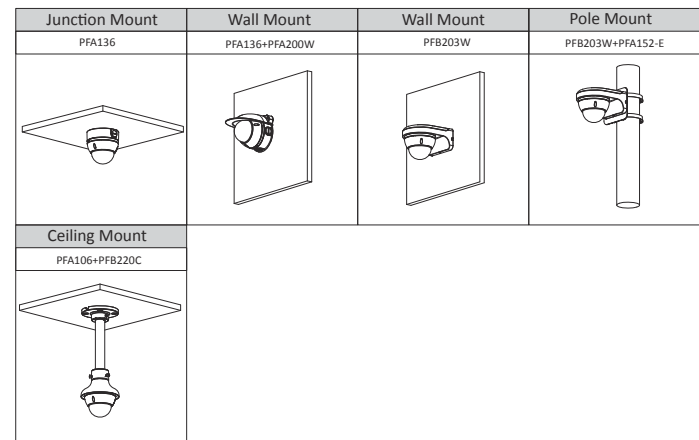 Junction Mount
Wall Mount
Wall Mount
Pole Mount
PFA136
PFA136+PFA200W
PFB203W
PFB203W+PFA152-E
Ceiling Mount
PFA106+PFB220C